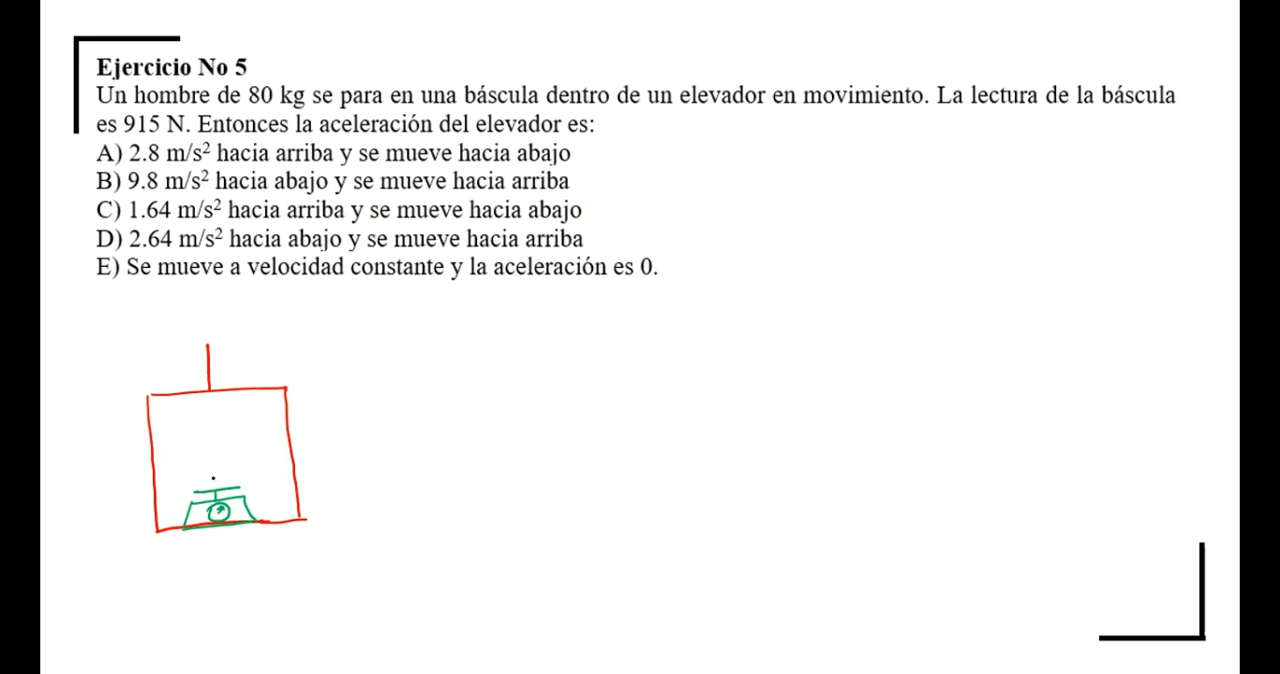 Ejercicio No 5
Un hombre de 80 kg se para en una báscula dentro de un elevador en movimiento. La lectura de la báscula
es 915 N. Entonces la aceleración del elevador es:
A) 2.8 m/s² hacia arriba y se mueve hacia abajo
B) 9.8 m/s² hacia abajo y se mueve hacia arriba
C) 1.64 m/s² hacia arriba y se mueve hacia abajo
D) 2.64 m/s² hacia abajo y se mueve hacia arriba
E) Se mueve a velocidad constante y la aceleración es 0.